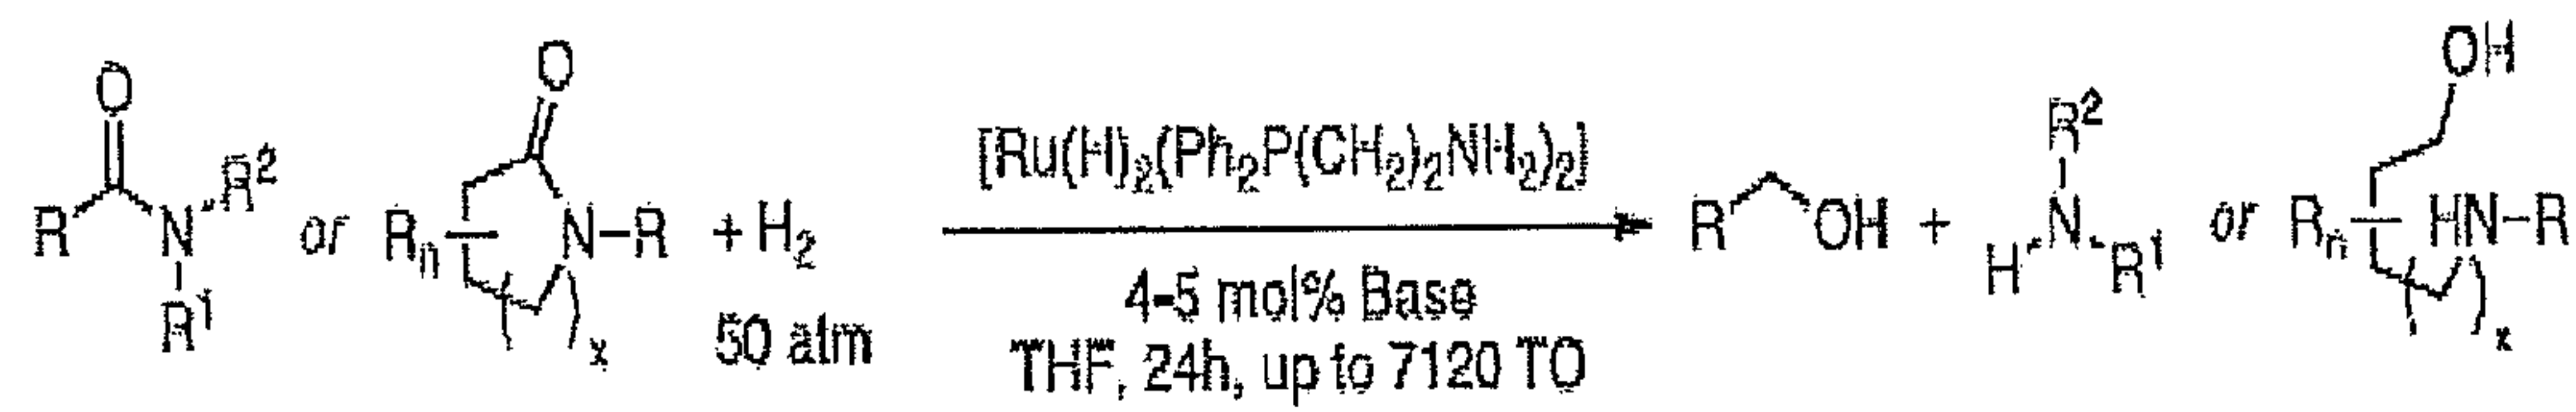 O
R N R² or R¹
O
Rₙ N–R + H₂
( )ₓ 50 atm
[Ru(H)₂(Ph₂P(CH₂)₂NH₂)₂]
4-5 mol% Base
THF, 24h, up to 7120 TO
R OH + R² N H R¹ or
OH
Rₙ HN–R
( )ₓ